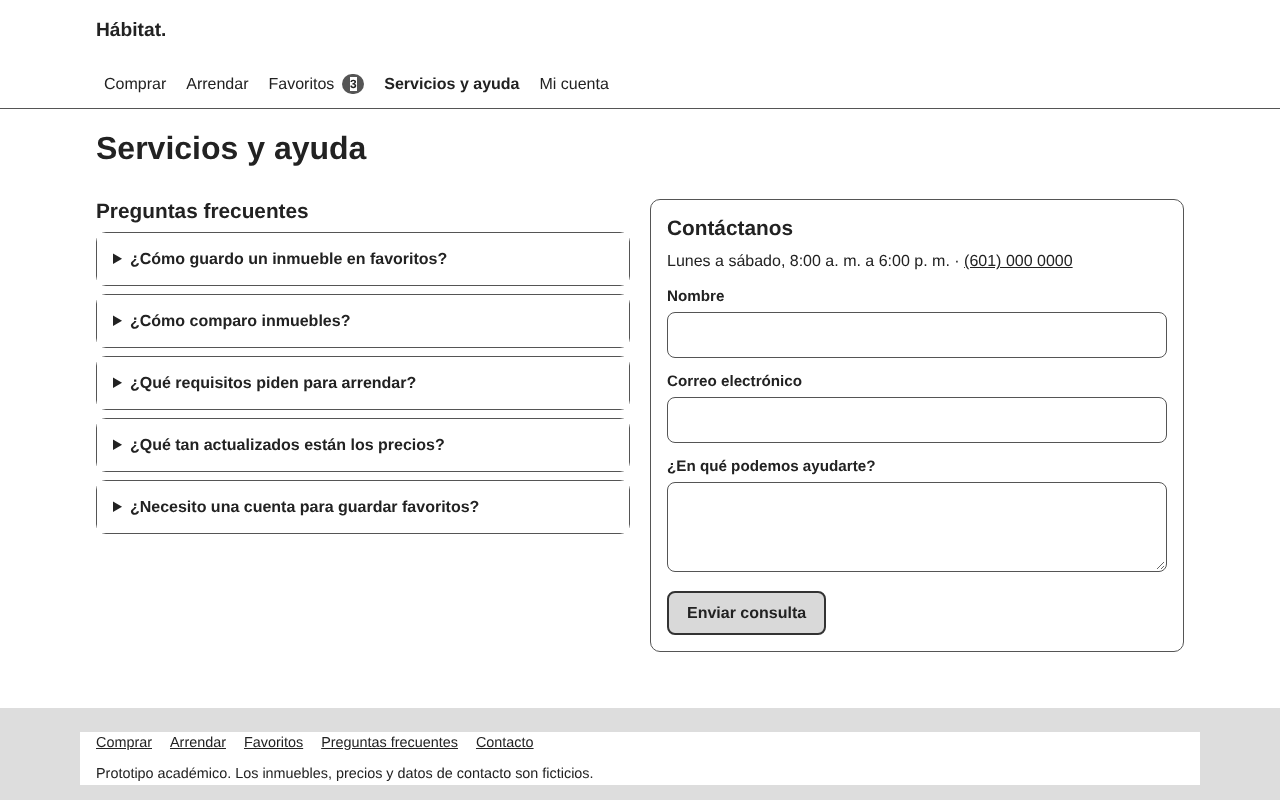 Hábitat.
Comprar Arrendar Favoritos 3 Servicios y ayuda Mi cuenta
Servicios y ayuda
Preguntas frecuentes
¿Cómo guardo un inmueble en favoritos?
¿Cómo comparo inmuebles?
¿Qué requisitos piden para arrendar?
¿Qué tan actualizados están los precios?
¿Necesito una cuenta para guardar favoritos?
Contáctanos
Lunes a sábado, 8:00 a. m. a 6:00 p. m. · (601) 000 0000
Nombre
Correo electrónico
¿En qué podemos ayudarte?
Enviar consulta
Comprar Arrendar Favoritos Preguntas frecuentes Contacto
Prototipo académico. Los inmuebles, precios y datos de contacto son ficticios.